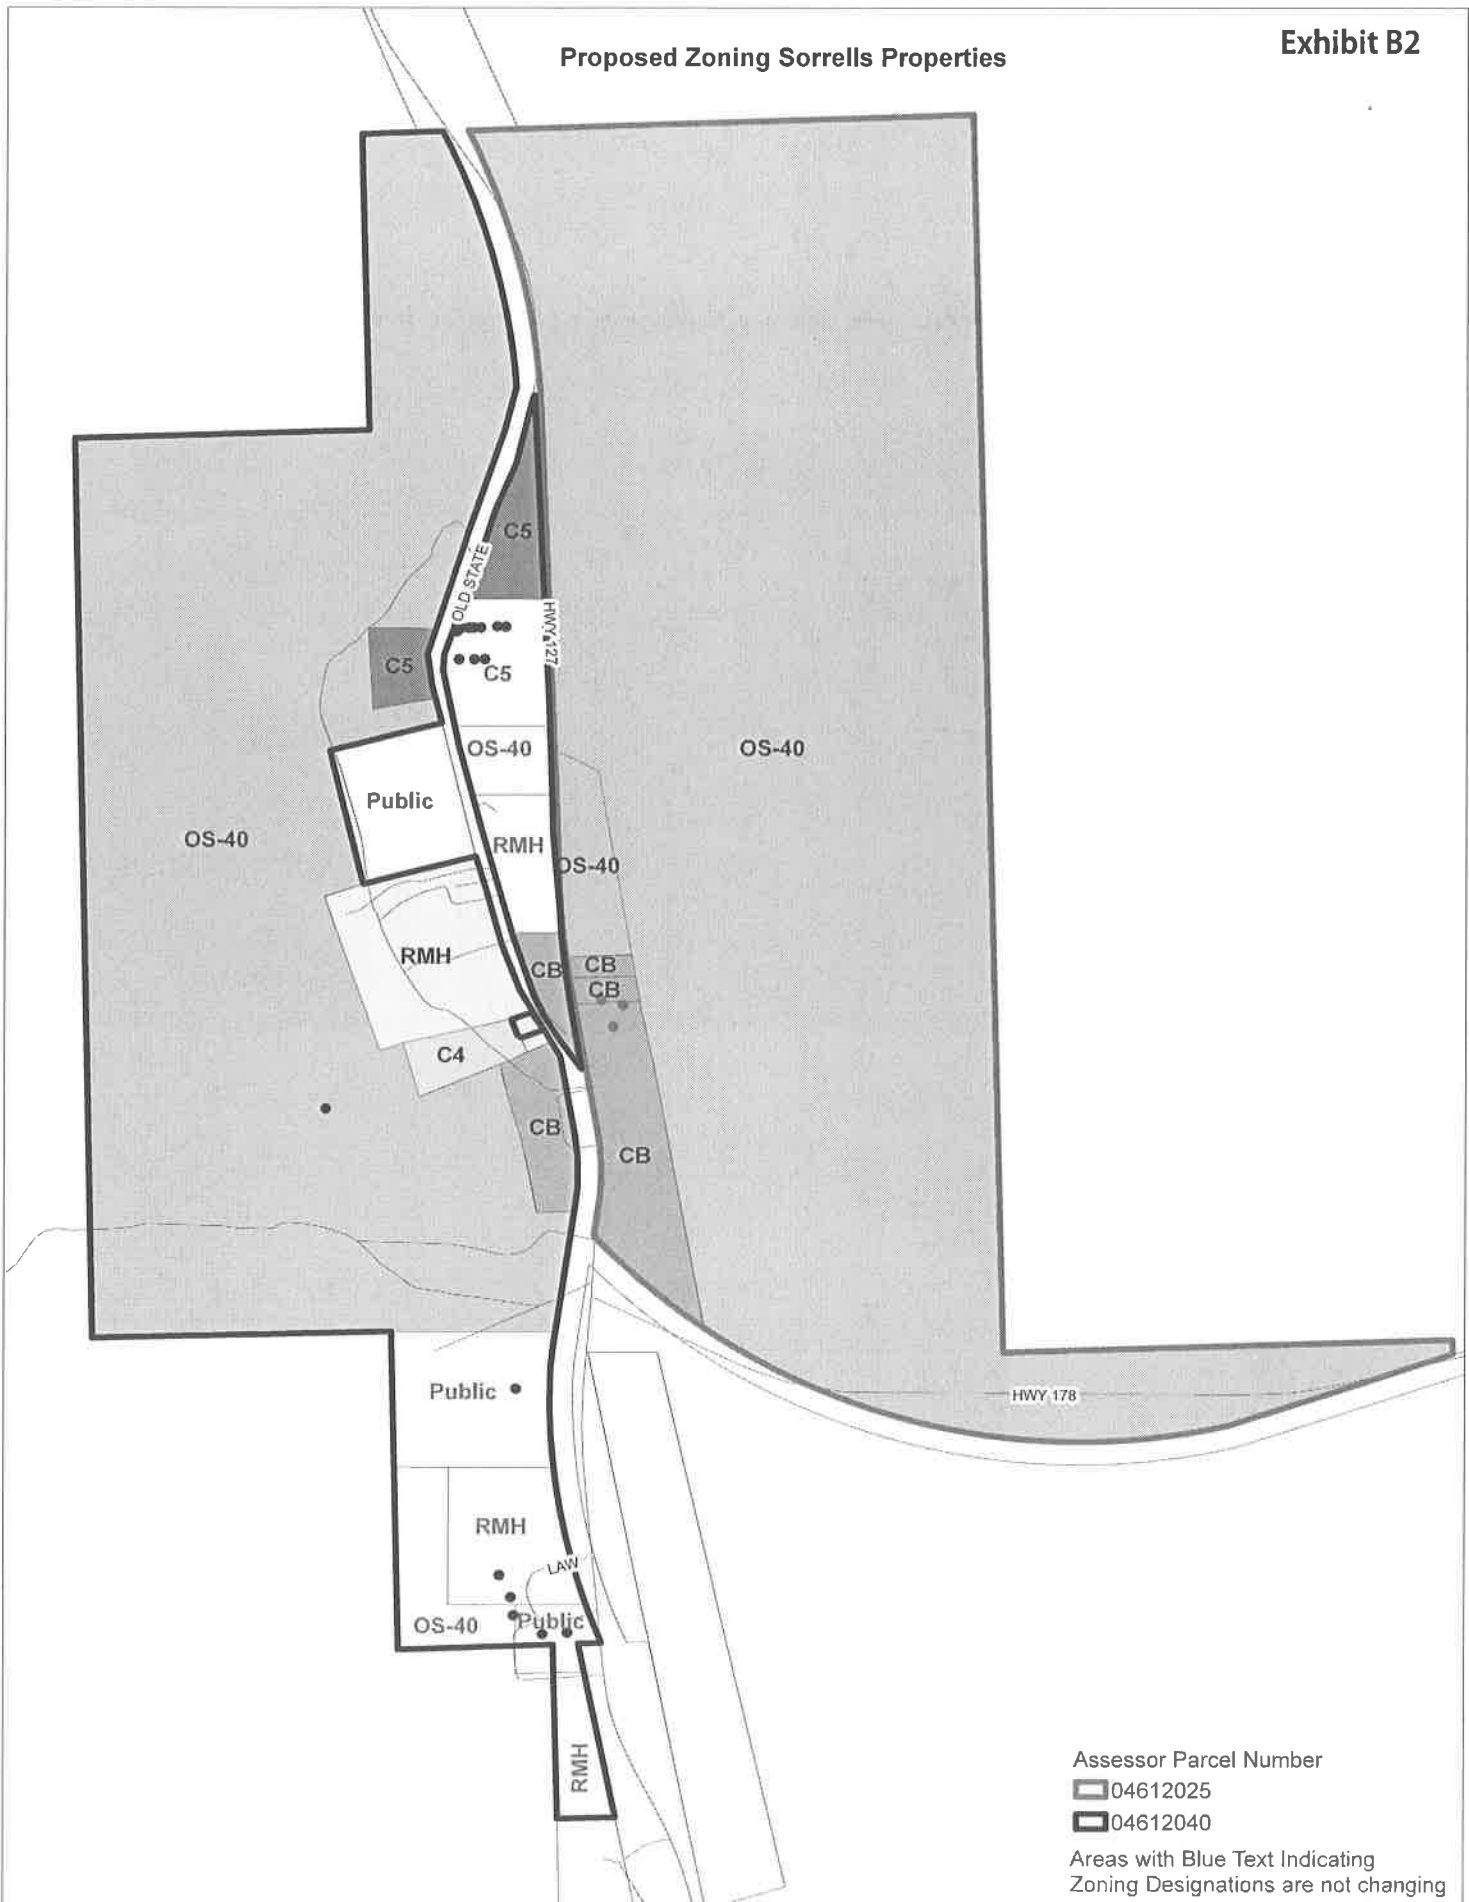 Exhibit B2
Proposed Zoning Sorrells Properties
C5
OLD STATE
HWY 127
C5
C5
OS-40
OS-40
Public
OS-40
RMH
OS-40
RMH
CB
CB
CB
C4
CB
CB
Public
HWY 178
RMH
LAW
OS-40
Public
RMH
Assessor Parcel Number
04612025
04612040
Areas with Blue Text Indicating
Zoning Designations are not changing